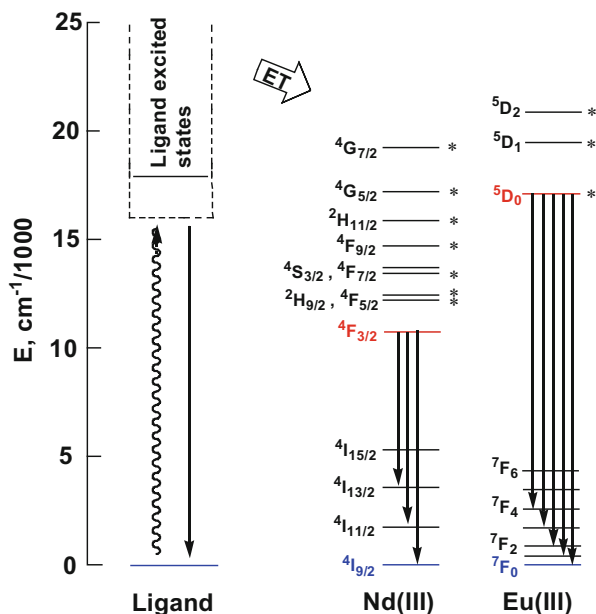 E, cm⁻¹/1000
25
20
15
10
5
0
Ligand excited
states
ET
Ligand
⁴G₇/₂ *
⁴G₅/₂ *
²H₁₁/₂ *
⁴F₉/₂ *
⁴S₃/₂ , ⁴F₇/₂ *
²H₉/₂ , ⁴F₅/₂ * *
⁴F₃/₂
⁴I₁₅/₂
⁴I₁₃/₂
⁴I₁₁/₂
⁴I₉/₂
Nd(III)
⁵D₂ *
⁵D₁ *
⁵D₀ *
⁷F₆
⁷F₄
⁷F₂
⁷F₀
Eu(III)